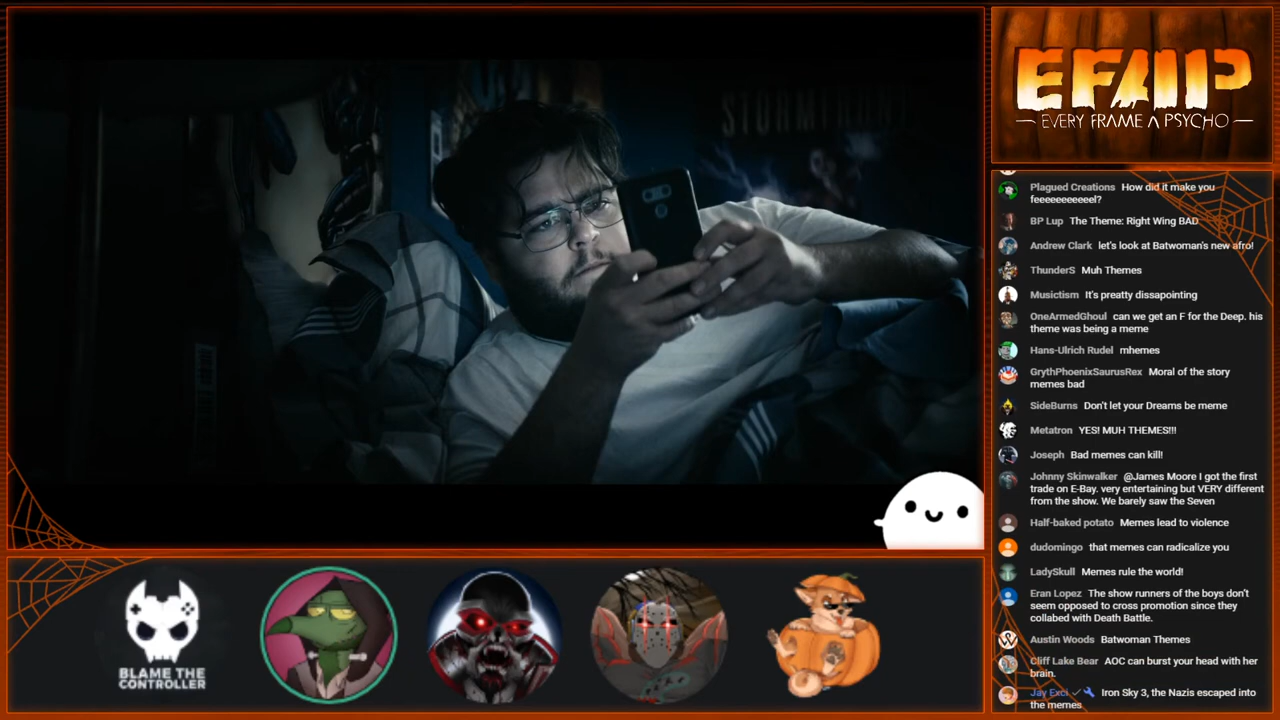 STORMFRONT
EFAP
EVERY FRAME A PSYCHO
Plagued Creations How did it make you
feeeeeeeeeeel?
BP Lup The Theme: Right Wing BAD
Andrew Clark let's look at Batwoman's new afro!
ThunderS Muh Themes
Musictism It's preatty dissapointing
OneArmedGhoul can we get an F for the Deep. his
theme was being a meme
Hans-Ulrich Rudel mhemes
GrythPhoenixSaurusRex Moral of the story
memes bad
SideBurns Don't let your Dreams be meme
Metatron YES! MUH THEMES!!!
Joseph Bad memes can kill!
Johnny Skinwalker @James Moore I got the first
trade on E-Bay. very entertaining but VERY different
from the show. We barely saw the Seven
Half-baked potato Memes lead to violence
dudomingo that memes can radicalize you
LadySkull Memes rule the world!
Eran Lopez The show runners of the boys don't
seem opposed to cross promotion since they
collabed with Death Battle.
Austin Woods Batwoman Themes
Cliff Lake Bear AOC can burst your head with her
brain.
Jay Exci Iron Sky 3, the Nazis escaped into
the memes
BLAME THE
CONTROLLER